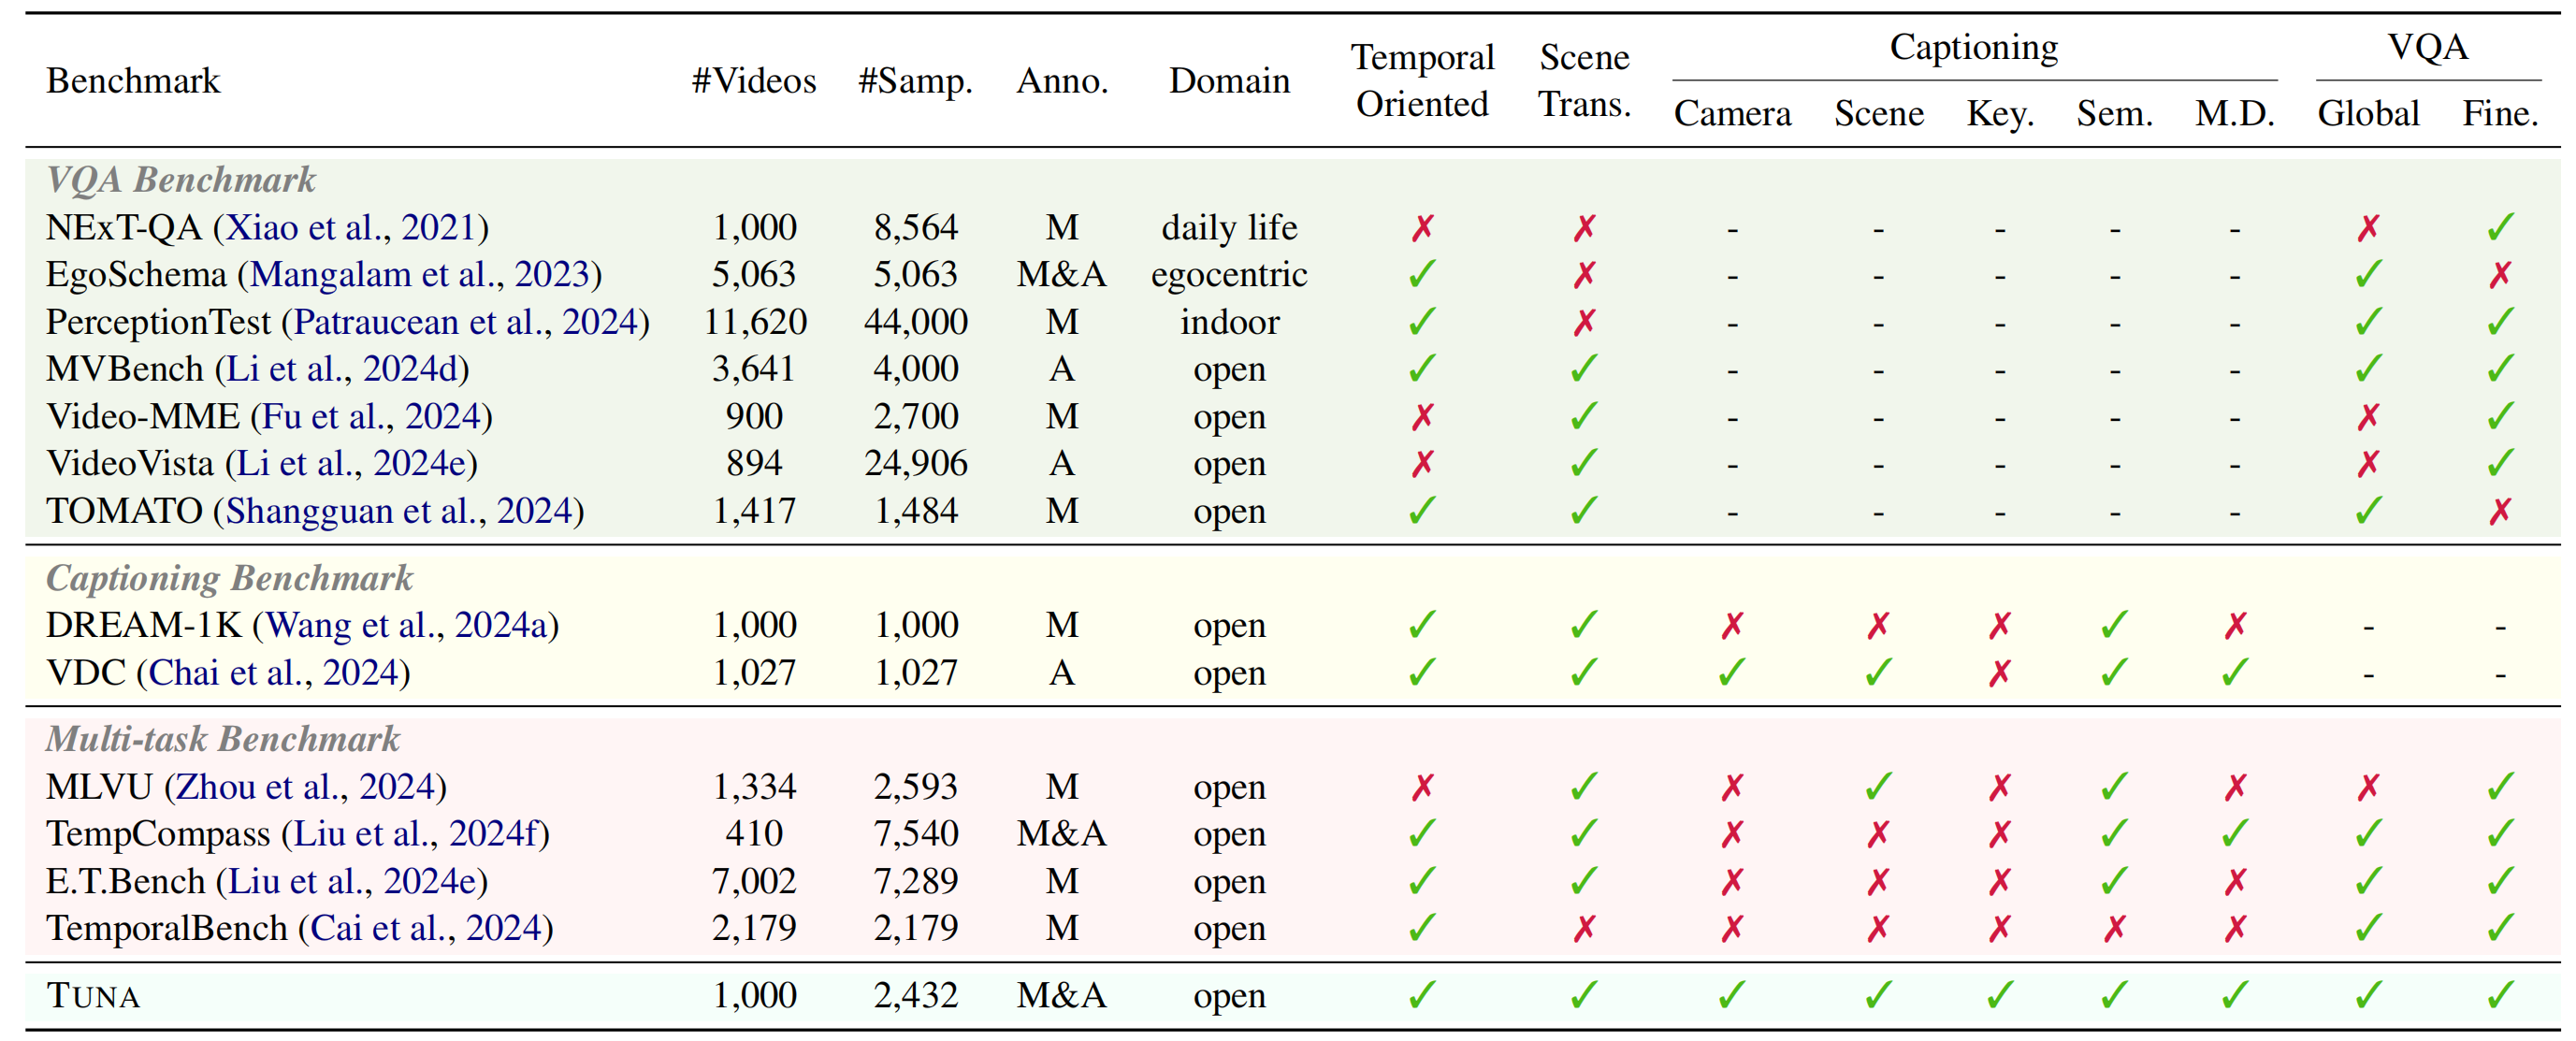 Benchmark #Videos #Samp. Anno. Domain Temporal Oriented Scene Trans. Captioning VQA
Camera Scene Key. Sem. M.D. Global Fine.
VQA Benchmark
NExT-QA (Xiao et al., 2021) 1,000 8,564 M daily life ✗ ✗ - - - - - ✗ ✓
EgoSchema (Mangalam et al., 2023) 5,063 5,063 M&A egocentric ✓ ✗ - - - - - ✓ ✗
PerceptionTest (Patraucean et al., 2024) 11,620 44,000 M indoor ✓ ✗ - - - - - ✓ ✓
MVBench (Li et al., 2024d) 3,641 4,000 A open ✓ ✓ - - - - - ✓ ✓
Video-MME (Fu et al., 2024) 900 2,700 M open ✗ ✓ - - - - - ✗ ✓
VideoVista (Li et al., 2024e) 894 24,906 A open ✗ ✓ - - - - - ✗ ✓
TOMATO (Shangguan et al., 2024) 1,417 1,484 M open ✓ ✓ - - - - - ✓ ✗
Captioning Benchmark
DREAM-1K (Wang et al., 2024a) 1,000 1,000 M open ✓ ✓ ✗ ✗ ✗ ✓ ✗ - -
VDC (Chai et al., 2024) 1,027 1,027 A open ✓ ✓ ✓ ✓ ✗ ✓ ✓ - -
Multi-task Benchmark
MLVU (Zhou et al., 2024) 1,334 2,593 M open ✗ ✓ ✗ ✓ ✗ ✓ ✗ ✗ ✓
TempCompass (Liu et al., 2024f) 410 7,540 M&A open ✓ ✓ ✗ ✗ ✗ ✓ ✓ ✓ ✓
E.T.Bench (Liu et al., 2024e) 7,002 7,289 M open ✓ ✓ ✗ ✗ ✗ ✓ ✗ ✓ ✓
TemporalBench (Cai et al., 2024) 2,179 2,179 M open ✓ ✗ ✗ ✗ ✗ ✗ ✗ ✓ ✓
TUNA 1,000 2,432 M&A open ✓ ✓ ✓ ✓ ✓ ✓ ✓ ✓ ✓